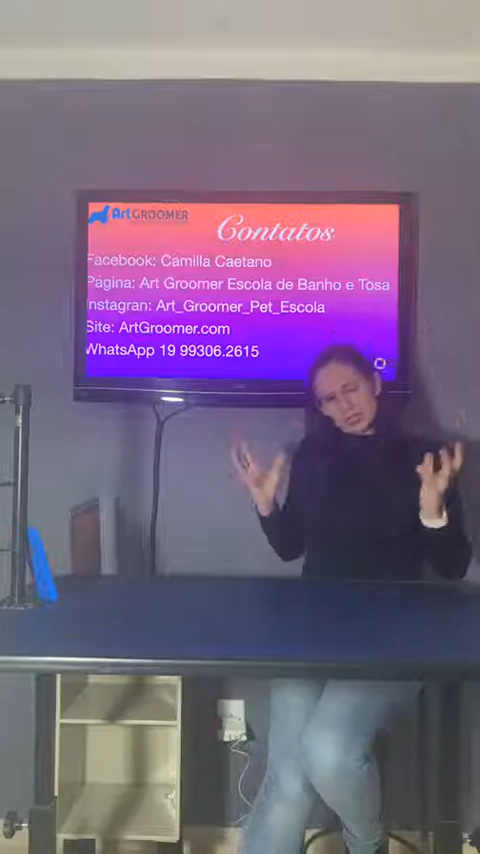 ArtGROOMER
Contatos
Facebook: Camilla Caetano
Página: Art Groomer Escola de Banho e Tosa
Instagran: Art_Groomer_Pet_Escola
Site: ArtGroomer.com
WhatsApp 19 99306.2615